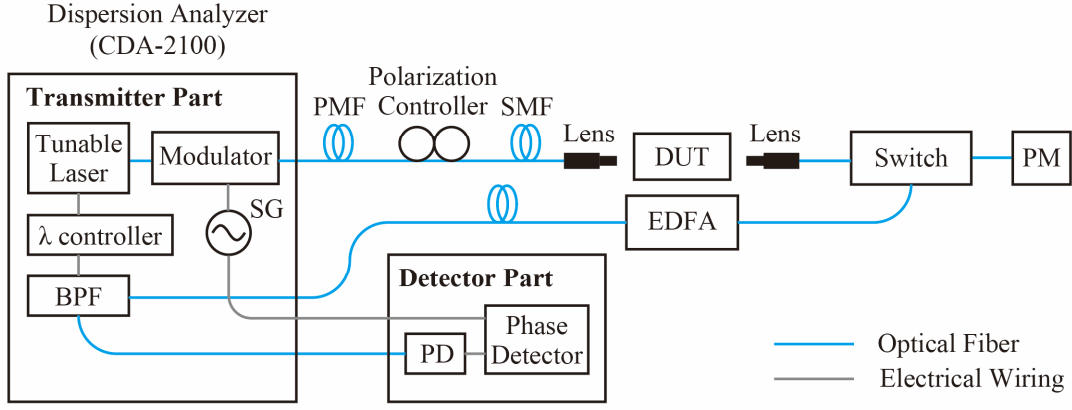 Dispersion Analyzer
(CDA-2100)
Transmitter Part
Tunable
Laser
Modulator
SG
λ controller
BPF
PMF
Polarization
Controller
SMF
Lens
DUT
Lens
Switch
PM
EDFA
Detector Part
Phase
Detector
PD
Optical Fiber
Electrical Wiring